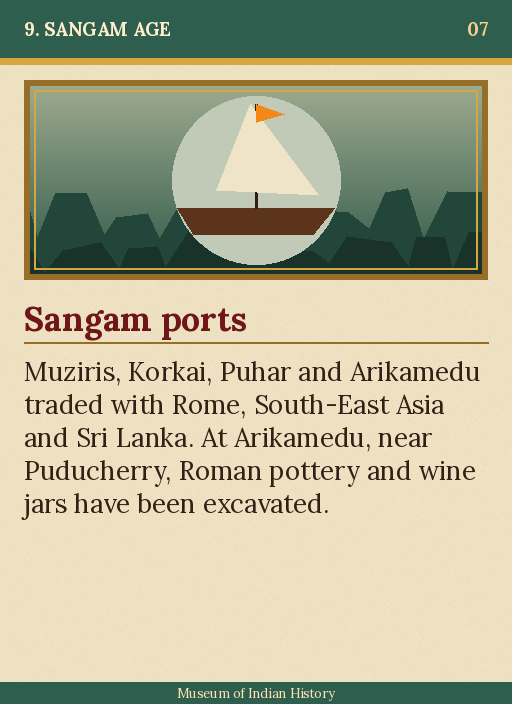 9. SANGAM AGE
07
Sangam ports
Muziris, Korkai, Puhar and Arikamedu
traded with Rome, South-East Asia
and Sri Lanka. At Arikamedu, near
Puducherry, Roman pottery and wine
jars have been excavated.
Museum of Indian History